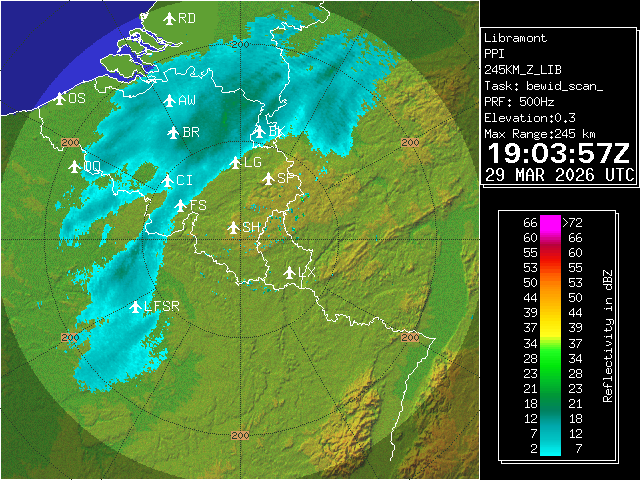 RD
OS
AW
BR
BE
LG
QQ
CI
SP
FS
SH
LX
LFSR
200
200
200
200
200
200
Libramont
PPI
245KM_Z_LIB
Task: bewid_scan_
PRF: 500Hz
Elevation:0.3
Max Range:245 km
19:03:57Z
29 MAR 2026 UTC
66 >72
60 66
55 60
53 55
50 53
44 50
39 44
37 39
34 37
28 34
23 28
21 23
18 21
12 18
7 12
2 7
Reflectivity in dBZ